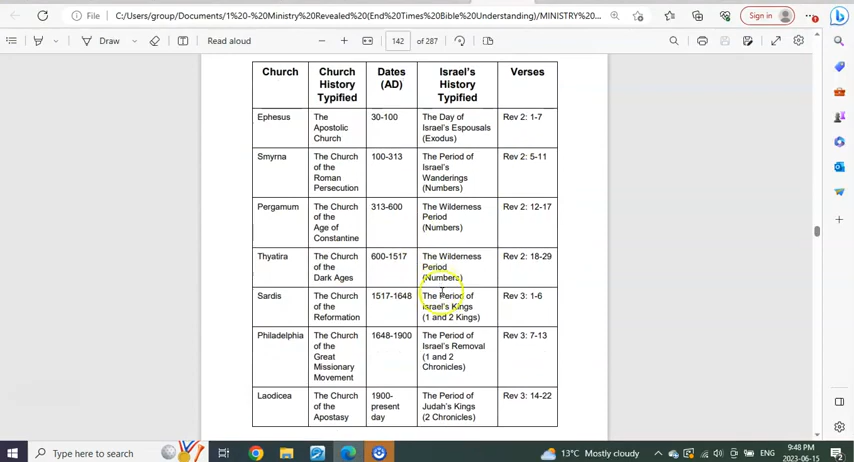 File
C:/Users/group/Documents/1%20-%20Ministry%20Revealed%20(End%20Times%20Bible%20Understanding)/MINISTRY%20...
Sign in
Draw
Read aloud
142
of 287
Church
Church History Typified
Dates (AD)
Israel's History Typified
Verses
Ephesus
The
Apostolic
Church
30-100
The Day of
Israel's Espousals
(Exodus)
Rev 2: 1-7
Smyrna
The Church
of the
Roman
Persecution
100-313
The Period of
Israel's
Wanderings
(Numbers)
Rev 2: 5-11
Pergamum
The Church
of the
Age of
Constantine
313-600
The Wilderness
Period
(Numbers)
Rev 2: 12-17
Thyatira
The Church
of the
Dark Ages
600-1517
The Wilderness
Period
(Numbers)
Rev 2: 18-29
Sardis
The Church
of the
Reformation
1517-1648
The Period of
Israel's Kings
(1 and 2 Kings)
Rev 3: 1-6
Philadelphia
The Church
of the
Great
Missionary
Movement
1648-1900
The Period of
Israel's Removal
(1 and 2
Chronicles)
Rev 3: 7-13
Laodicea
The Church
of the
Apostasy
1900-
present
day
The Period of
Judah's Kings
(2 Chronicles)
Rev 3: 14-22
Type here to search
13°C Mostly cloudy
ENG
9:48 PM
2023-06-15